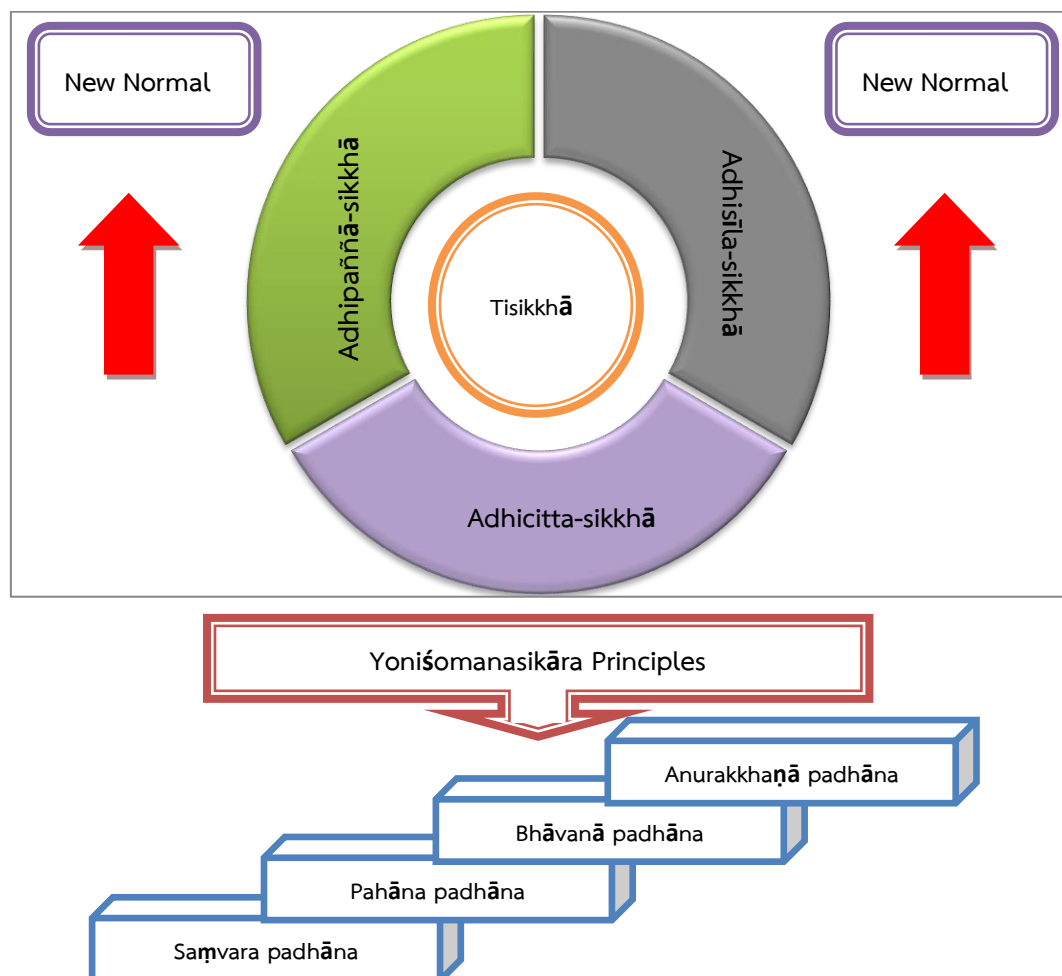 New Normal
New Normal
Adhipaññā-sikkhā
Adhisīla-sikkhā
Tisikkhā
Adhicitta-sikkhā
Yoniśomanasikāra Principles
Anurakkhaṇā padhāna
Bhāvanā padhāna
Pahāna padhāna
Saṃvara padhāna